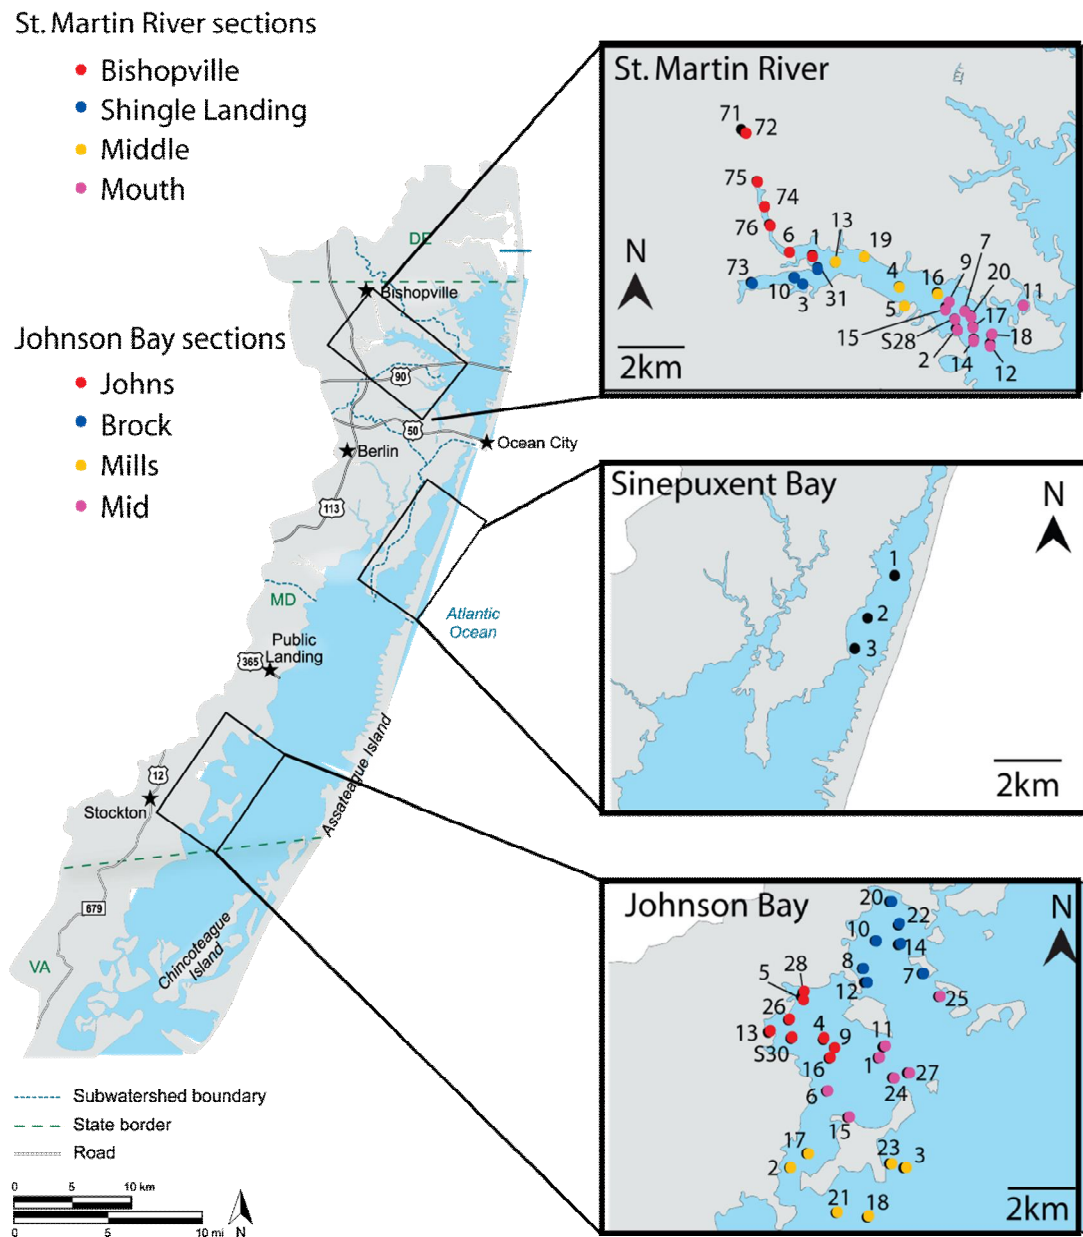 St. Martin River sections
Bishopville
Shingle Landing
Middle
Mouth
Johnson Bay sections
Johns
Brock
Mills
Mid
DE
Bishopville
90
50
Ocean City
Berlin
113
MD
Atlantic
Ocean
Public
Landing
365
Assateague Island
12
Stockton
679
Chincoteague
Island
VA
Subwatershed boundary
State border
Road
0 5 10 km
0 5 10 mi
N
St. Martin River
71
72
75
74
76
6
1
13
19
7
9
20
N
73
10
3
31
4
16
5
11
15
S28
17
18
2
14
12
2km
Sinepuxent Bay
N
1
2
3
2km
Johnson Bay
N
20
22
10
14
8
7
12
28
5
25
26
13
S30
4
9
11
16
1
27
24
6
15
17
2
23
3
21
18
2km